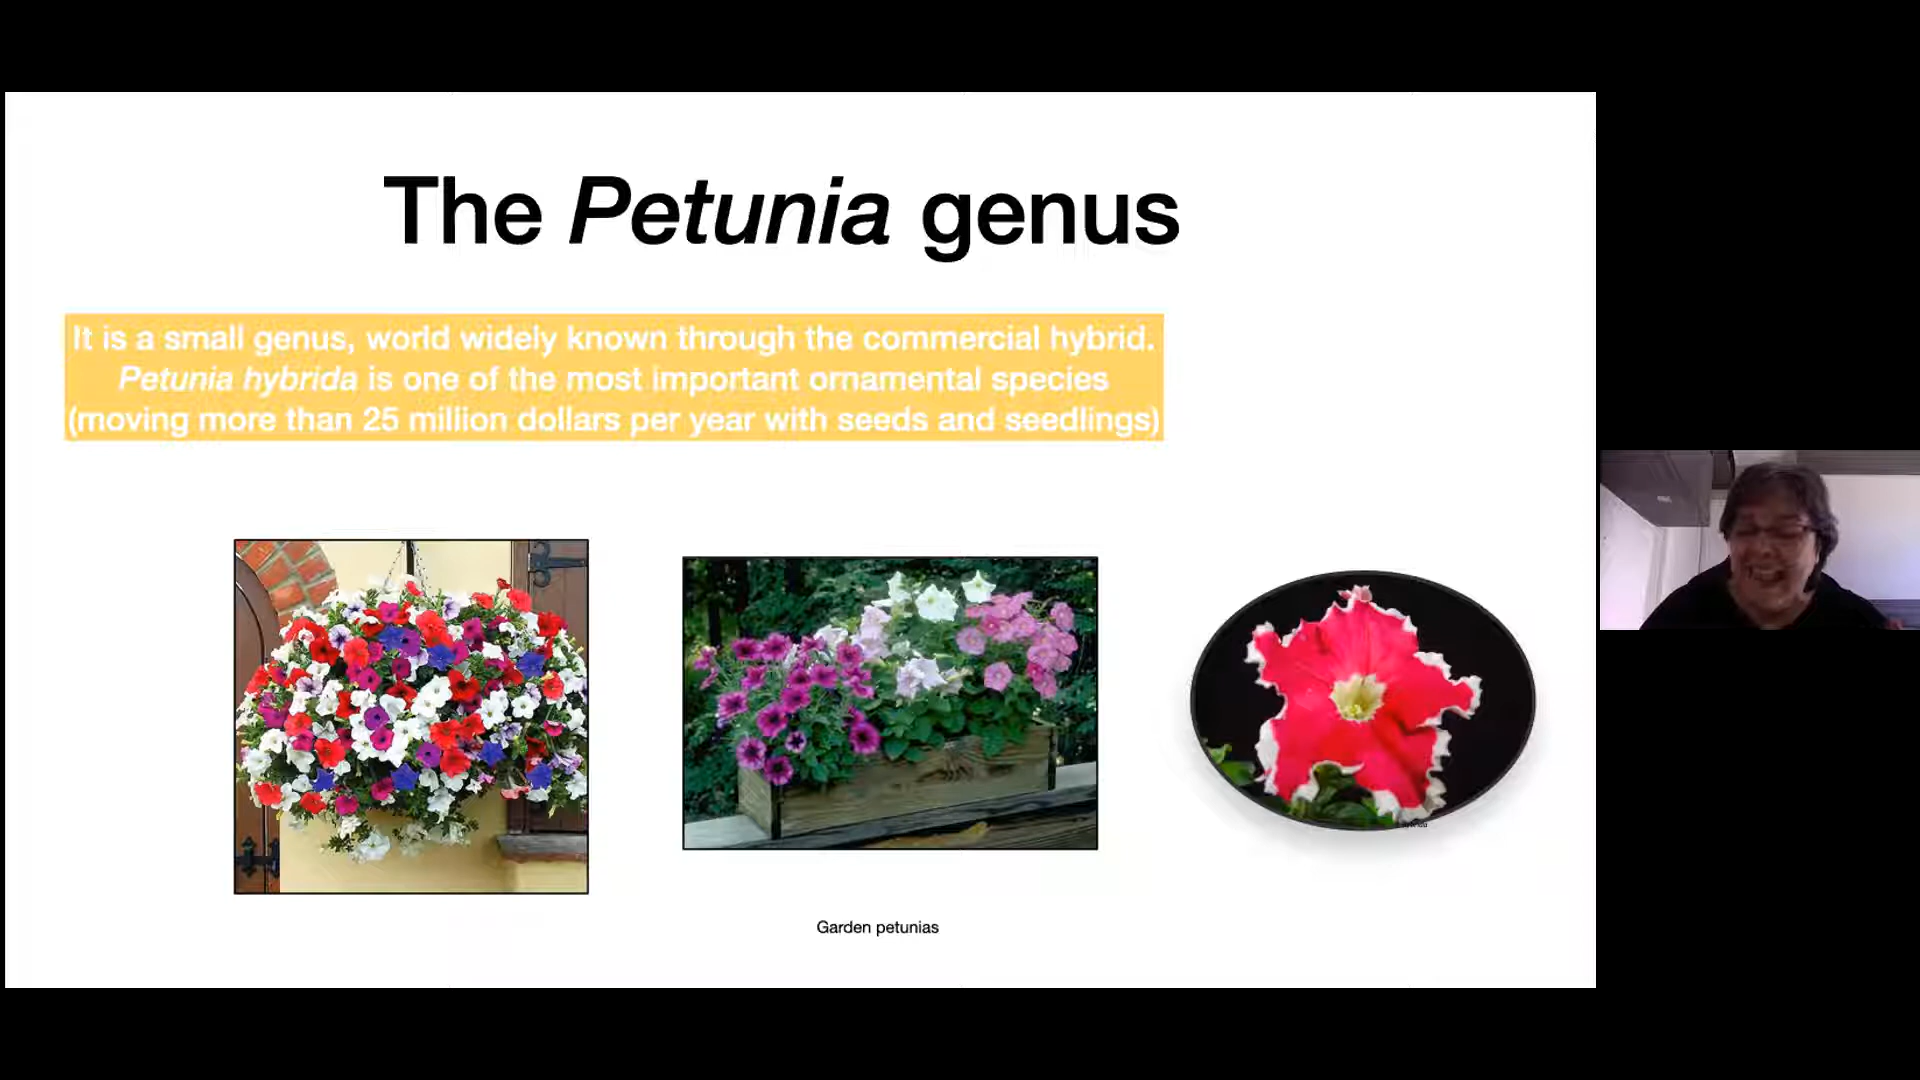 The Petunia genus
It is a small genus, world widely known through the commercial hybrid.
Petunia hybrida is one of the most important ornamental species
(moving more than 25 million dollars per year with seeds and seedlings)
Garden petunias